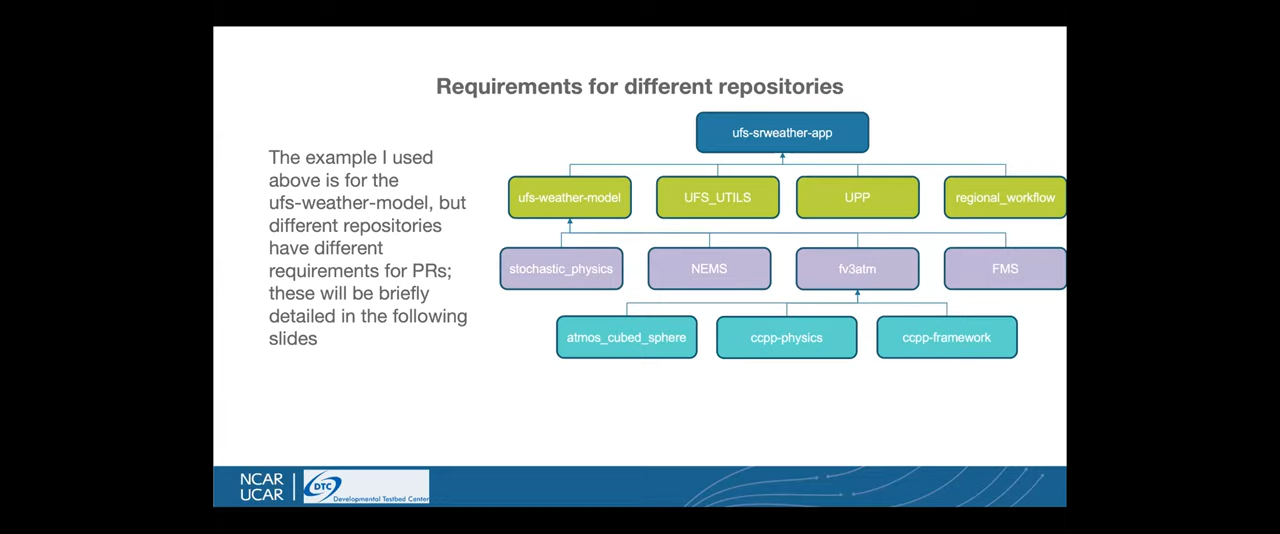 Requirements for different repositories
The example I used
above is for the
ufs-weather-model, but
different repositories
have different
requirements for PRs;
these will be briefly
detailed in the following
slides
ufs-srweather-app
ufs-weather-model
UFS_UTILS
UPP
regional_workflow
stochastic_physics
NEMS
fv3atm
FMS
atmos_cubed_sphere
ccpp-physics
ccpp-framework
NCAR
UCAR
DTC
Developmental Testbed Center